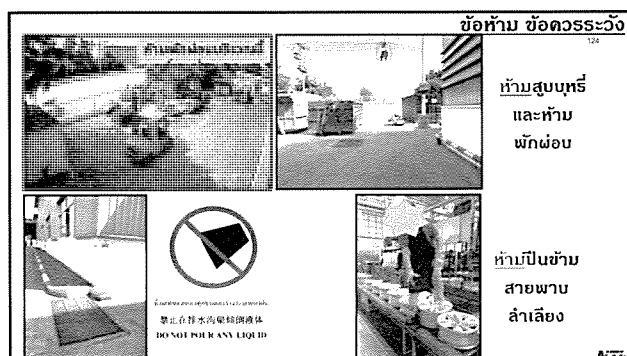 ข้อห้าม ข้อควรระวัง
124
ห้ามสูบบุหรี่
และห้าม
พักผ่อน
禁止在排水沟渠倾倒液体
DO NOT POUR ANY LIQUID
ห้ามปีนข้าม
สายพาน
ลำเลียง